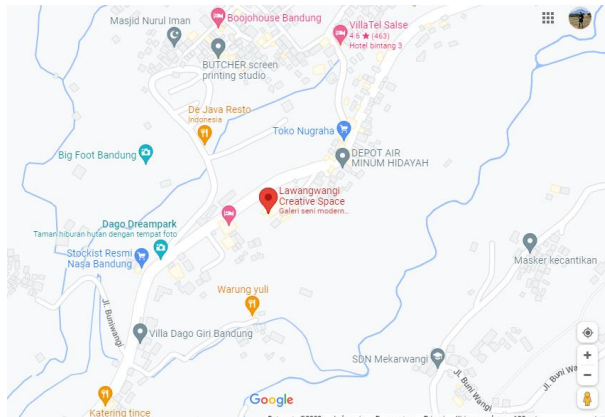 Masjid Nurul Iman
Boojohouse Bandung
VillaTel Salse
4.6 ★ (463)
Hotel bintang 3
BUTCHER screen
printing studio
De Java Resto
Indonesia
Toko Nugraha
Big Foot Bandung
DEPOT AIR
MINUM HIDAYAH
Lawangwangi
Creative Space
Galeri seni modern...
Dago Dreampark
Taman hiburan hutan dengan tempat foto
Stockist Resmi
Nasa Bandung
Masker kecantikan
Warung yuli
Jl. Buniwangi
Villa Dago Giri Bandung
SDN Mekarwangi
Jl. Buni Wangi
Jl. Buni Wa
Google
Katering tince